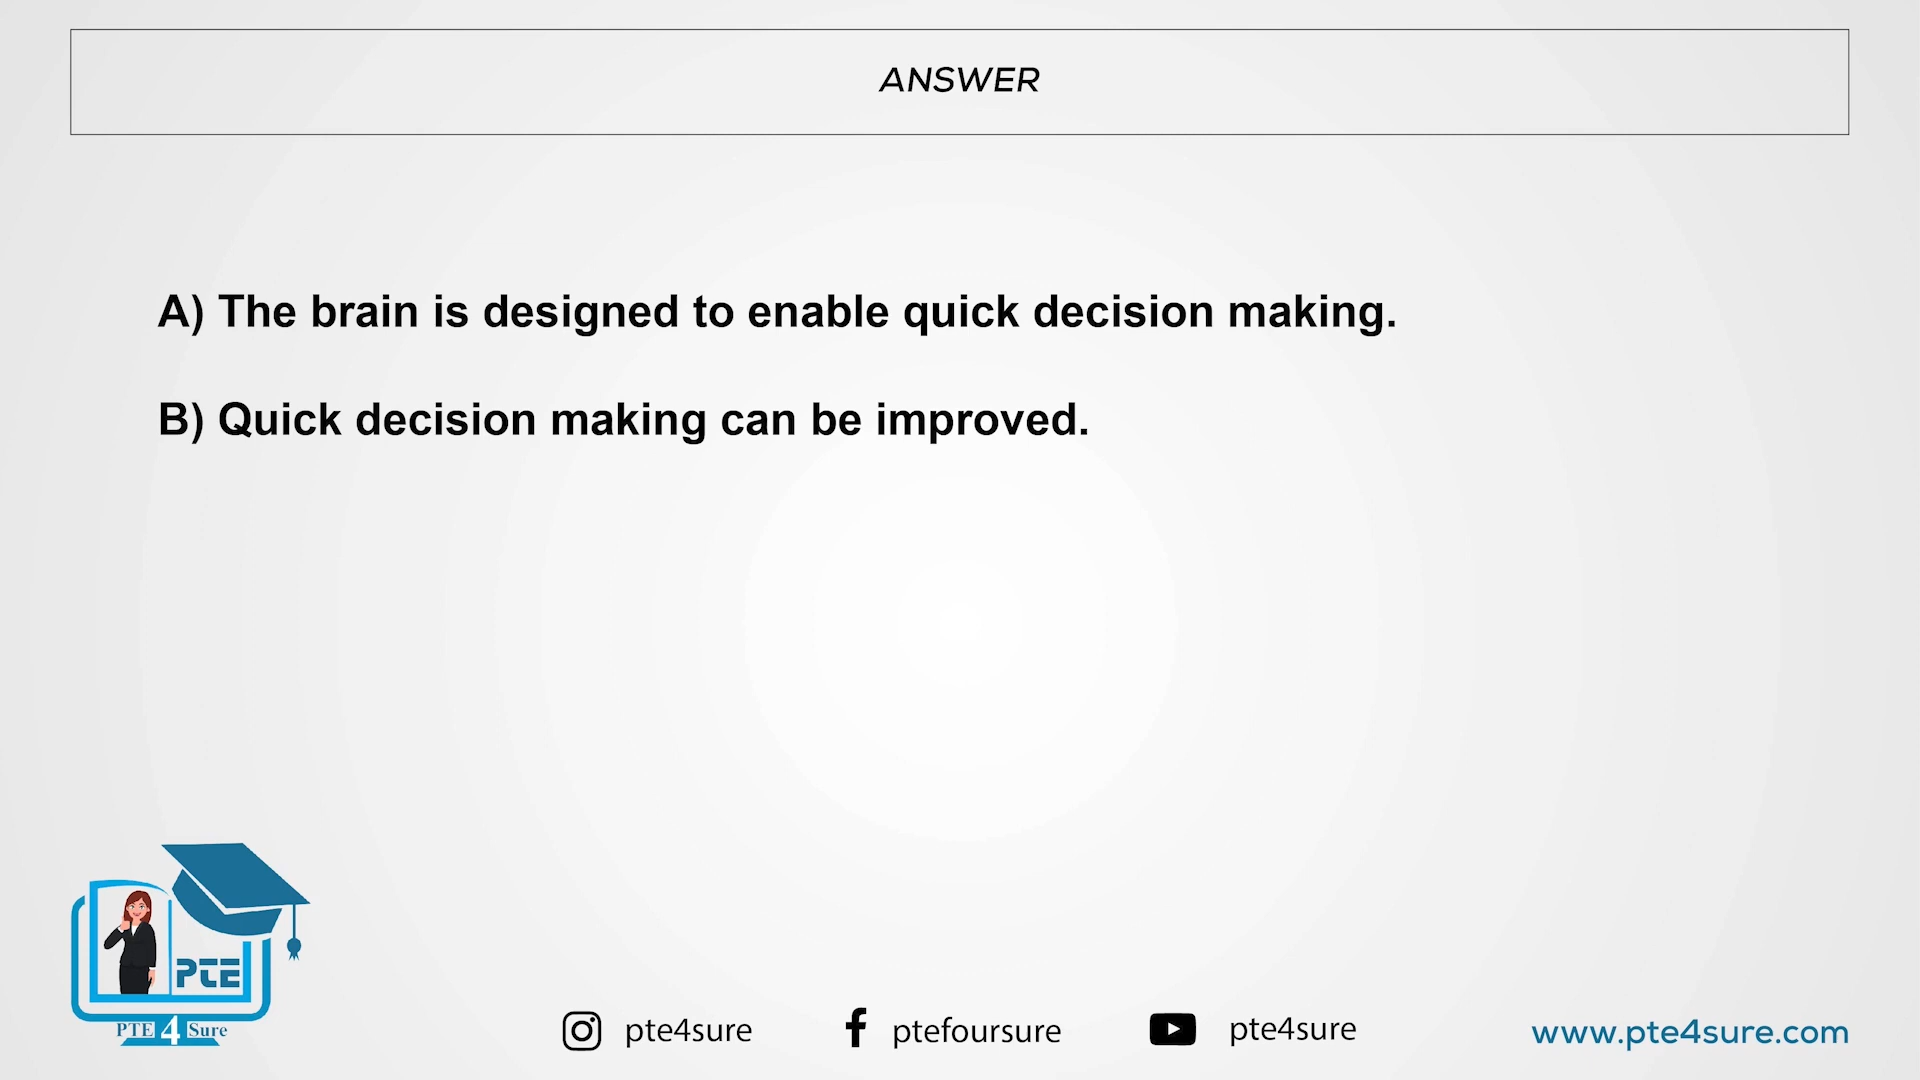 ANSWER
A) The brain is designed to enable quick decision making.
B) Quick decision making can be improved.
PTE
PTE 4 Sure
pte4sure
ptefoursure
pte4sure
www.pte4sure.com